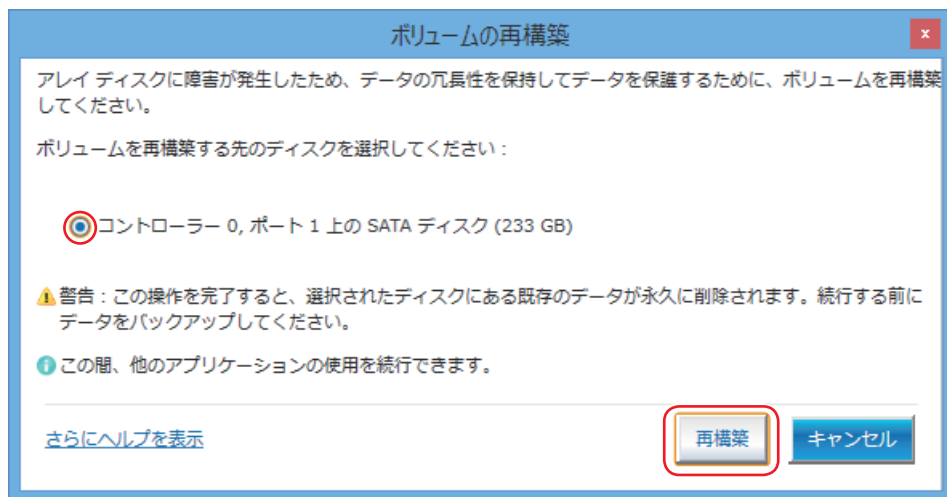 ボリュームの再構築
x
アレイ ディスクに障害が発生したため、データの冗長性を保持してデータを保護するために、ボリュームを再構築
してください。
ボリュームを再構築する先のディスクを選択してください：
コントローラー 0, ポート 1 上の SATA ディスク (233 GB)
警告：この操作を完了すると、選択されたディスクにある既存のデータが永久に削除されます。続行する前に
データをバックアップしてください。
この間、他のアプリケーションの使用を続行できます。
さらにヘルプを表示
再構築
キャンセル